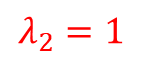 λ₂ = 1